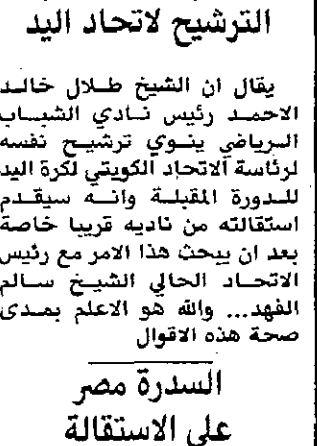 الترشيح لاتحاد اليد
يقال ان الشيخ طلال خالد
الاحمد رئيس نادي الشباب
الرياضي ينوي ترشيح نفسه
لرئاسة الاتحاد الكويتي لكرة اليد
للدورة المقبلة وانه سيقدم
استقالته من ناديه قريبا خاصة
بعد ان يبحث هذا الامر مع رئيس
الاتحاد الحالي الشيخ سالم
الفهد... والله هو الاعلم بمدى
صحة هذه الاقوال
السدرة مصر
على الاستقالة